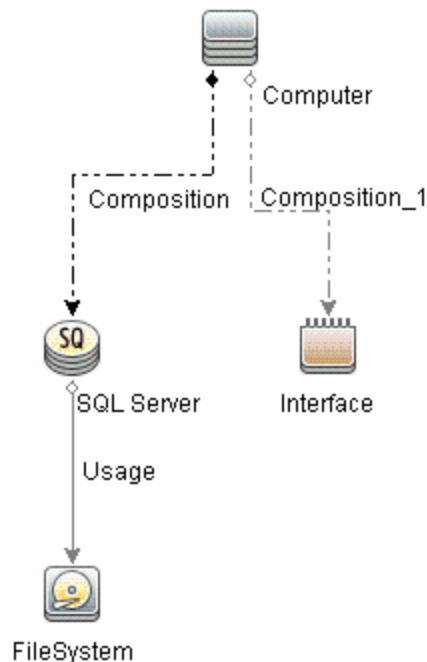 Computer
Composition
Composition_1
SQ
SQL Server
Interface
Usage
FileSystem